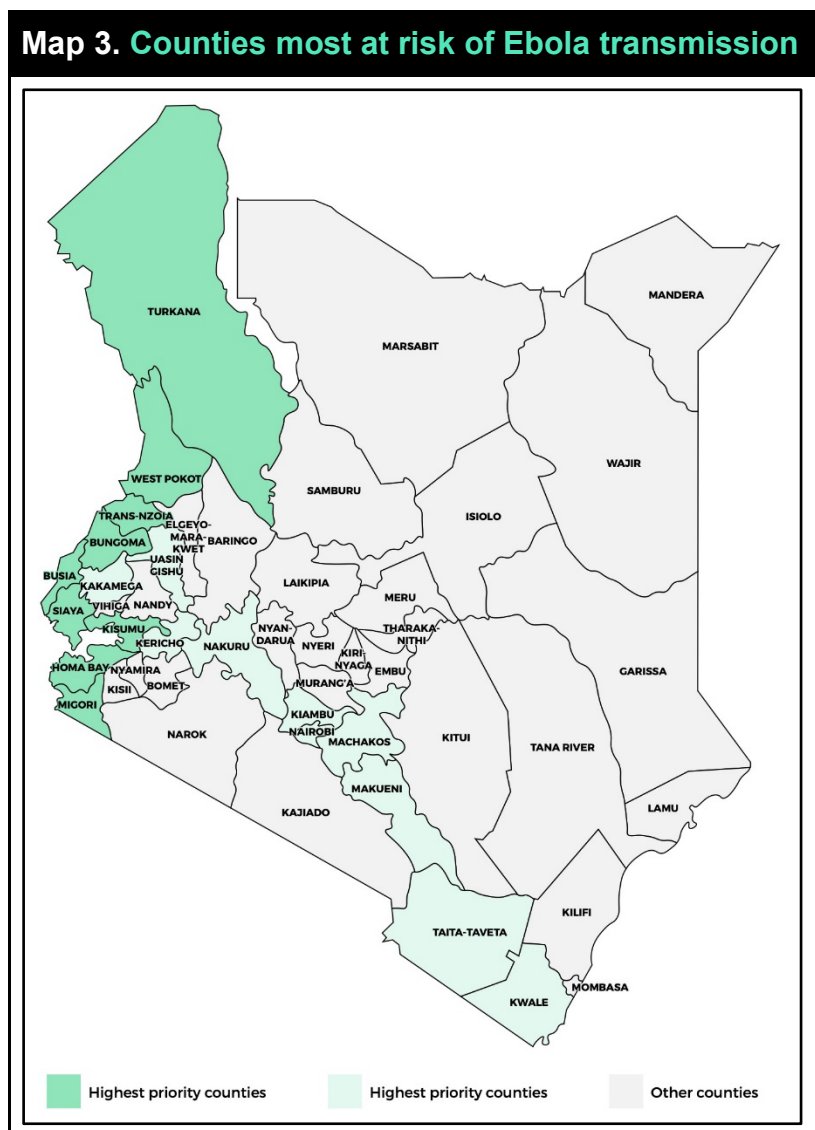 Map 3. Counties most at risk of Ebola transmission
TURKANA
MANDERA
MARSABIT
WAJIR
WEST POKOT
SAMBURU
ISIOLO
TRANS-NZOIA
ELGEYO-
MARA-
KWET
BARINGO
BUNGOMA
UASIN
GISHU
BUSIA
KAKAMEGA
LAIKIPIA
MERU
VIHIGA
NANDY
SIAYA
THARAKA-
NITHI
KISUMU
NYAN-
DARUA
NYERI
KIRI-
NYAGA
KERICHO
NAKURU
EMBU
HOMA BAY
NYAMIRA
MURANG'A
GARISSA
KISII
BOMET
MIGORI
KIAMBU
NAIROBI
MACHAKOS
NAROK
KITUI
TANA RIVER
MAKUENI
KAJIADO
LAMU
KILIFI
TAITA-TAVETA
MOMBASA
KWALE
Highest priority counties
Highest priority counties
Other counties